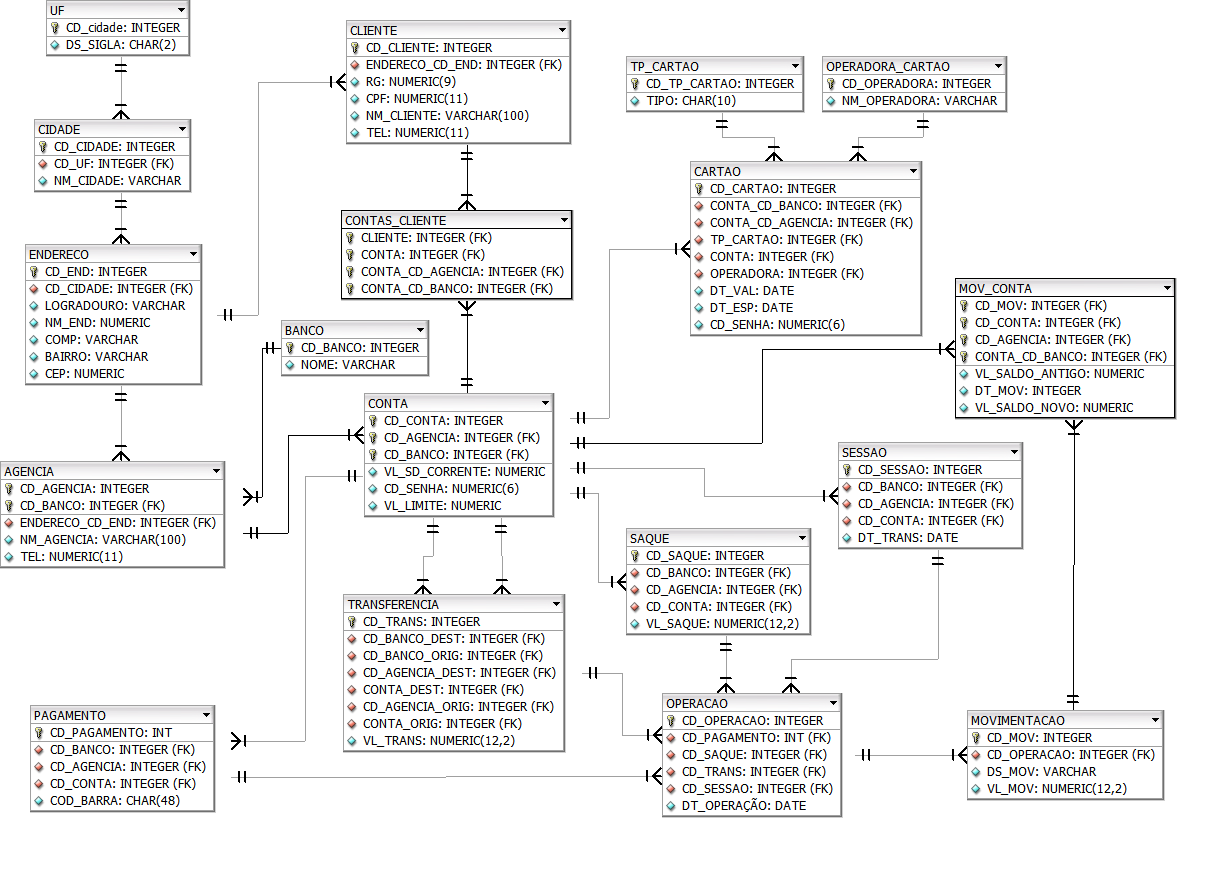 UF
CD_cidade: INTEGER
DS_SIGLA: CHAR(2)
CLIENTE
CD_CLIENTE: INTEGER
ENDERECO_CD_END: INTEGER (FK)
RG: NUMERIC(9)
CPF: NUMERIC(11)
NM_CLIENTE: VARCHAR(100)
TEL: NUMERIC(11)
TP_CARTAO
CD_TP_CARTAO: INTEGER
TIPO: CHAR(10)
OPERADORA_CARTAO
CD_OPERADORA: INTEGER
NM_OPERADORA: VARCHAR
CIDADE
CD_CIDADE: INTEGER
CD_UF: INTEGER (FK)
NM_CIDADE: VARCHAR
CARTAO
CD_CARTAO: INTEGER
CONTA_CD_BANCO: INTEGER (FK)
CONTA_CD_AGENCIA: INTEGER (FK)
TP_CARTAO: INTEGER (FK)
CONTA: INTEGER (FK)
OPERADORA: INTEGER (FK)
DT_VAL: DATE
DT_ESP: DATE
CD_SENHA: NUMERIC(6)
CONTAS_CLIENTE
CLIENTE: INTEGER (FK)
CONTA: INTEGER (FK)
CONTA_CD_AGENCIA: INTEGER (FK)
CONTA_CD_BANCO: INTEGER (FK)
ENDERECO
CD_END: INTEGER
CD_CIDADE: INTEGER (FK)
LOGRADOURO: VARCHAR
NM_END: NUMERIC
COMP: VARCHAR
BAIRRO: VARCHAR
CEP: NUMERIC
MOV_CONTA
CD_MOV: INTEGER (FK)
CD_CONTA: INTEGER (FK)
CD_AGENCIA: INTEGER (FK)
CONTA_CD_BANCO: INTEGER (FK)
VL_SALDO_ANTIGO: NUMERIC
DT_MOV: INTEGER
VL_SALDO_NOVO: NUMERIC
BANCO
CD_BANCO: INTEGER
NOME: VARCHAR
CONTA
CD_CONTA: INTEGER
CD_AGENCIA: INTEGER (FK)
CD_BANCO: INTEGER (FK)
VL_SD_CORRENTE: NUMERIC
CD_SENHA: NUMERIC(6)
VL_LIMITE: NUMERIC
SESSAO
CD_SESSAO: INTEGER
CD_BANCO: INTEGER (FK)
CD_AGENCIA: INTEGER (FK)
CD_CONTA: INTEGER (FK)
DT_TRANS: DATE
AGENCIA
CD_AGENCIA: INTEGER
CD_BANCO: INTEGER (FK)
ENDERECO_CD_END: INTEGER (FK)
NM_AGENCIA: VARCHAR(100)
TEL: NUMERIC(11)
SAQUE
CD_SAQUE: INTEGER
CD_BANCO: INTEGER (FK)
CD_AGENCIA: INTEGER (FK)
CD_CONTA: INTEGER (FK)
VL_SAQUE: NUMERIC(12,2)
TRANSFERENCIA
CD_TRANS: INTEGER
CD_BANCO_DEST: INTEGER (FK)
CD_BANCO_ORIG: INTEGER (FK)
CD_AGENCIA_DEST: INTEGER (FK)
CONTA_DEST: INTEGER (FK)
CD_AGENCIA_ORIG: INTEGER (FK)
CONTA_ORIG: INTEGER (FK)
VL_TRANS: NUMERIC(12,2)
OPERACAO
CD_OPERACAO: INTEGER
CD_PAGAMENTO: INT (FK)
CD_SAQUE: INTEGER (FK)
CD_TRANS: INTEGER (FK)
CD_SESSAO: INTEGER (FK)
DT_OPERAÇÃO: DATE
PAGAMENTO
CD_PAGAMENTO: INT
CD_BANCO: INTEGER (FK)
CD_AGENCIA: INTEGER (FK)
CD_CONTA: INTEGER (FK)
COD_BARRA: CHAR(48)
MOVIMENTACAO
CD_MOV: INTEGER
CD_OPERACAO: INTEGER (FK)
DS_MOV: VARCHAR
VL_MOV: NUMERIC(12,2)